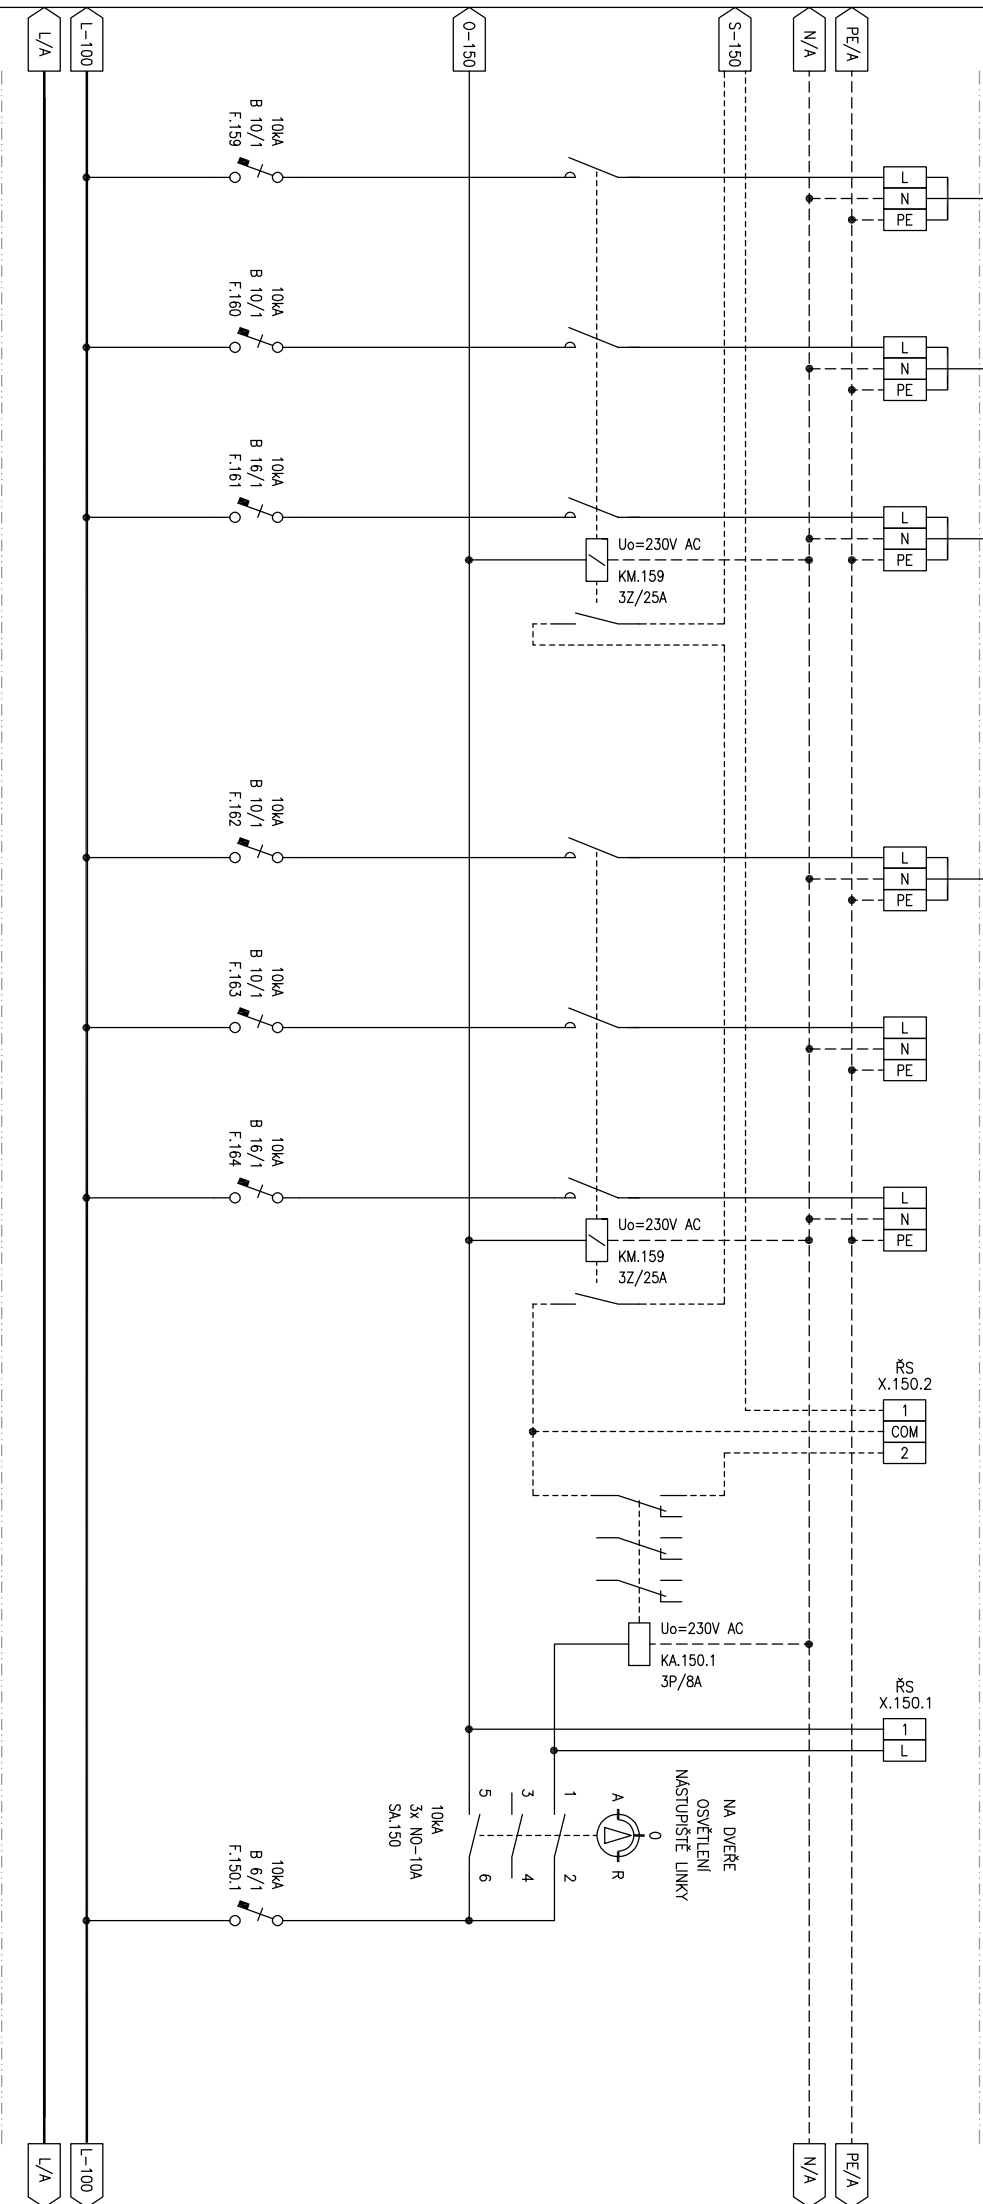 L/A
L-100
O-150
S-150
N/A
PE/A
10kA
B 10/1
F.159
L
N
PE
10kA
B 10/1
F.160
L
N
PE
10kA
B 16/1
F.161
L
N
PE
Uo=230V AC
KM.159
3Z/25A
10kA
B 10/1
F.162
L
N
PE
10kA
B 10/1
F.163
L
N
PE
10kA
B 16/1
F.164
L
N
PE
Uo=230V AC
KM.159
3Z/25A
ŘS
X.150.2
1
COM
2
Uo=230V AC
KA.150.1
3P/8A
ŘS
X.150.1
1
L
NA DVEŘE
OSVĚTLENÍ
NÁSTUPIŠTĚ LINKY
A
0
R
1
2
3
4
5
6
10kA
3x NO-10A
SA.150
10kA
B 6/1
F.150.1
L/A
L-100
N/A
PE/A